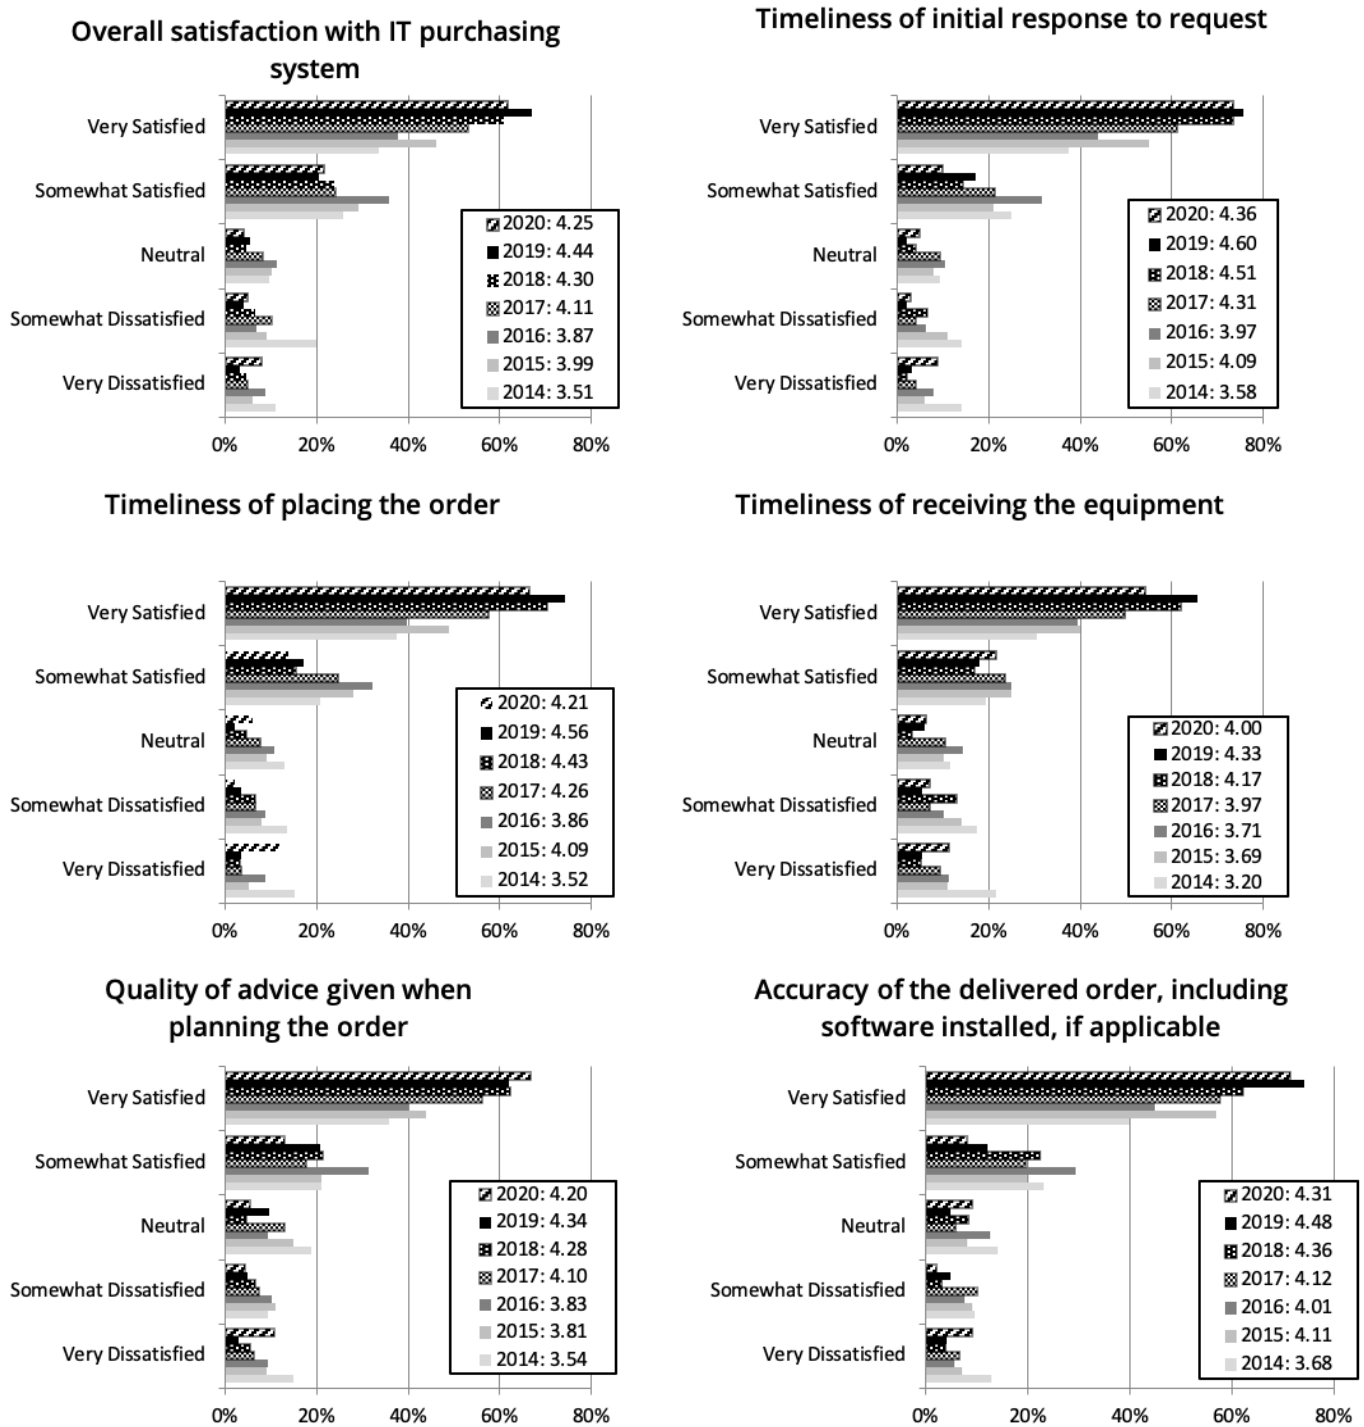 Overall satisfaction with IT purchasing
system
Very Satisfied
Somewhat Satisfied
Neutral
Somewhat Dissatisfied
Very Dissatisfied
2020: 4.25
2019: 4.44
2018: 4.30
2017: 4.11
2016: 3.87
2015: 3.99
2014: 3.51
0% 20% 40% 60% 80%
Timeliness of initial response to request
Very Satisfied
Somewhat Satisfied
Neutral
Somewhat Dissatisfied
Very Dissatisfied
2020: 4.36
2019: 4.60
2018: 4.51
2017: 4.31
2016: 3.97
2015: 4.09
2014: 3.58
0% 20% 40% 60% 80%
Timeliness of placing the order
Very Satisfied
Somewhat Satisfied
Neutral
Somewhat Dissatisfied
Very Dissatisfied
2020: 4.21
2019: 4.56
2018: 4.43
2017: 4.26
2016: 3.86
2015: 4.09
2014: 3.52
0% 20% 40% 60% 80%
Timeliness of receiving the equipment
Very Satisfied
Somewhat Satisfied
Neutral
Somewhat Dissatisfied
Very Dissatisfied
2020: 4.00
2019: 4.33
2018: 4.17
2017: 3.97
2016: 3.71
2015: 3.69
2014: 3.20
0% 20% 40% 60% 80%
Quality of advice given when
planning the order
Very Satisfied
Somewhat Satisfied
Neutral
Somewhat Dissatisfied
Very Dissatisfied
2020: 4.20
2019: 4.34
2018: 4.28
2017: 4.10
2016: 3.83
2015: 3.81
2014: 3.54
0% 20% 40% 60% 80%
Accuracy of the delivered order, including
software installed, if applicable
Very Satisfied
Somewhat Satisfied
Neutral
Somewhat Dissatisfied
Very Dissatisfied
2020: 4.31
2019: 4.48
2018: 4.36
2017: 4.12
2016: 4.01
2015: 4.11
2014: 3.68
0% 20% 40% 60% 80%